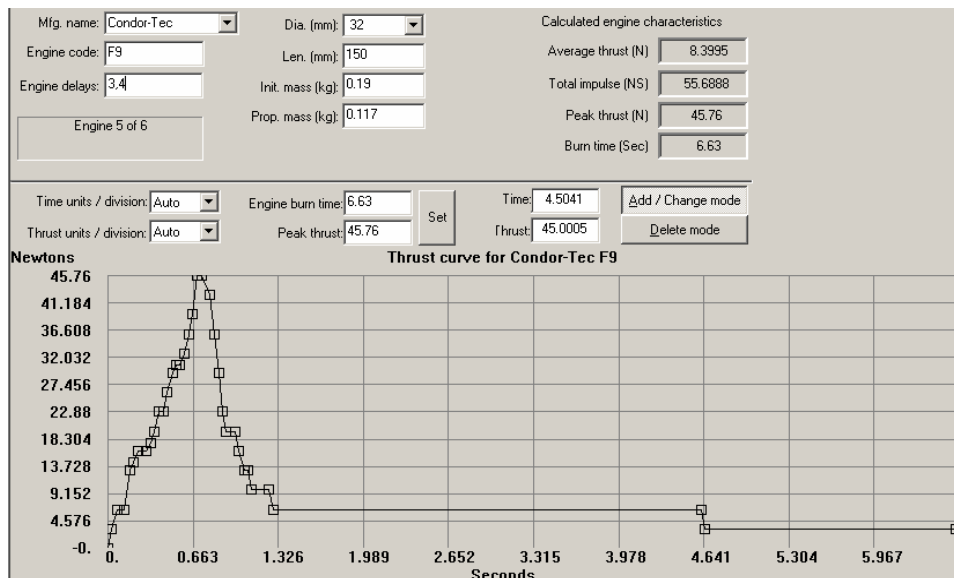 Mfg. name: Condor-Tec Dia. (mm): 32 Calculated engine characteristics
Engine code: F9 Len. (mm): 150 Average thrust (N) 8.3995
Engine delays: 3,4 Init. mass (kg): 0.19 Total impulse (NS) 55.6888
Engine 5 of 6 Prop. mass (kg): 0.117 Peak thrust (N) 45.76
Burn time (Sec) 6.63
Time units / division: Auto Engine burn time: 6.63 Set Time: 4.5041 Add / Change mode
Thrust units / division: Auto Peak thrust: 45.76 Thrust: 45.0005 Delete mode
Newtons Thrust curve for Condor-Tec F9
45.76
41.184
36.608
32.032
27.456
22.88
18.304
13.728
9.152
4.576
-0.
0. 0.663 1.326 1.989 2.652 3.315 3.978 4.641 5.304 5.967
Seconds